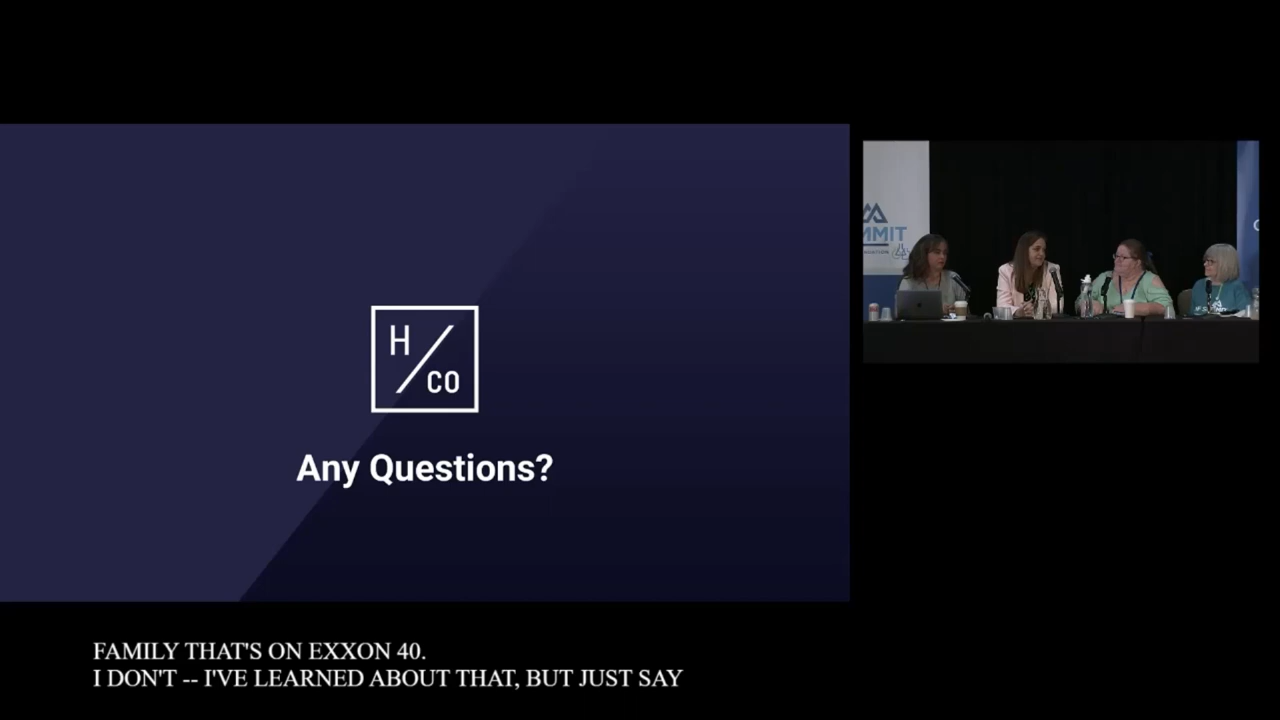 H
CO
Any Questions?
MMIT
FAMILY THAT'S ON EXXON 40.
I DON'T -- I'VE LEARNED ABOUT THAT, BUT JUST SAY